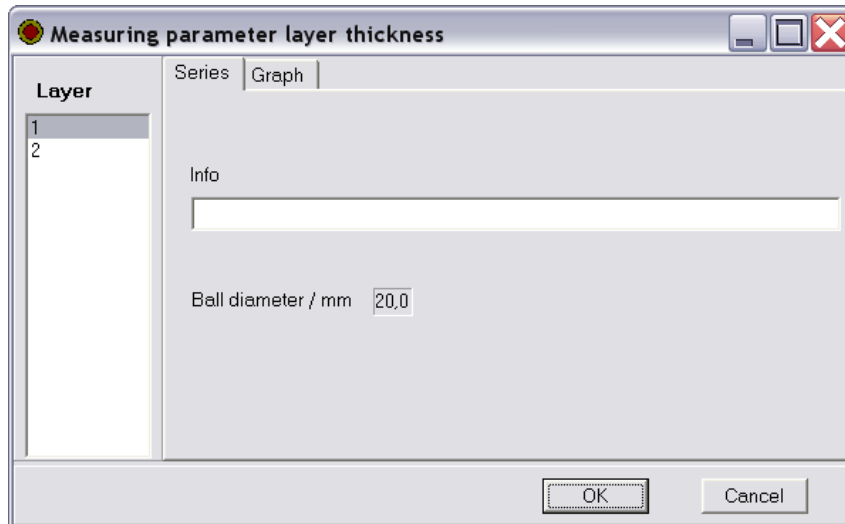 Measuring parameter layer thickness
Layer
1
2
Series
Graph
Info
Ball diameter / mm 20,0
OK
Cancel